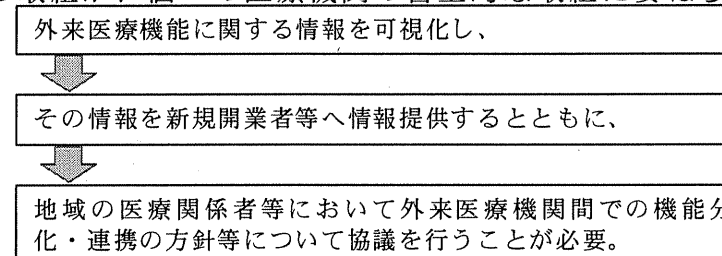 外来医療機能に関する情報を可視化し、
その情報を新規開業者等へ情報提供するとともに、
地域の医療関係者等において外来医療機関間での機能分
化・連携の方針等について協議を行うことが必要。